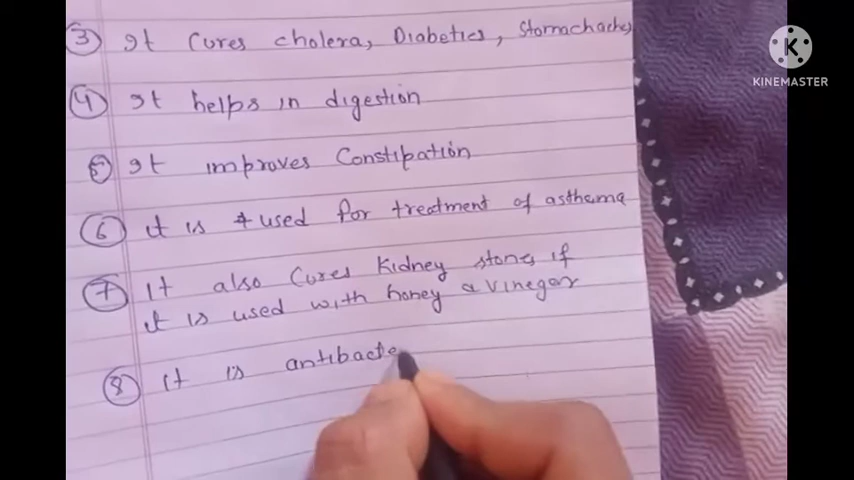 ③ It cures cholera, Diabetics, Stomachaches
④ It helps in digestion
⑤ It improves Constipation
⑥ it is used for treatment of asthama
⑦ It also Cures Kidney stones if
it is used with honey & vinegar
⑧ it is antibacte
K
KINEMASTER